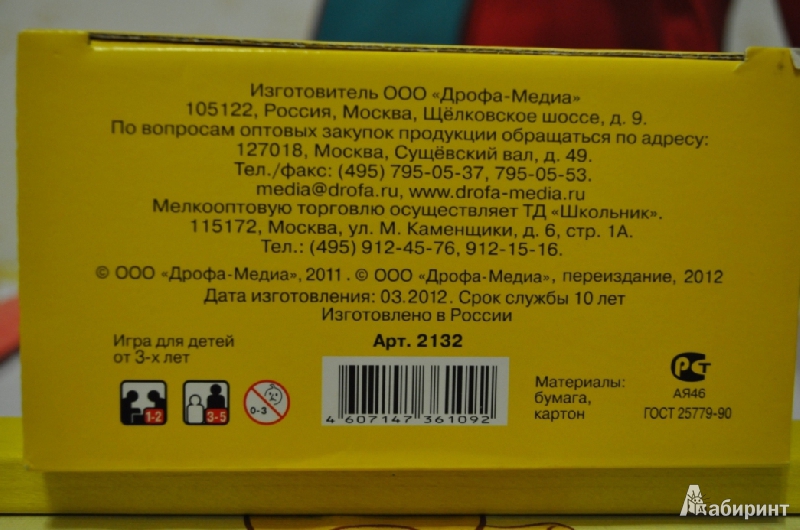 Изготовитель ООО «Дрофа-Медиа»
105122, Россия, Москва, Щёлковское шоссе, д. 9.
По вопросам оптовых закупок продукции обращаться по адресу:
127018, Москва, Сущёвский вал, д. 49.
Тел./факс: (495) 795-05-37, 795-05-53.
media@drofa.ru, www.drofa-media.ru
Мелкооптовую торговлю осуществляет ТД «Школьник».
115172, Москва, ул. М. Каменщики, д. 6, стр. 1А.
Тел.: (495) 912-45-76, 912-15-16.
© ООО «Дрофа-Медиа», 2011. © ООО «Дрофа-Медиа», переиздание, 2012
Дата изготовления: 03.2012. Срок службы 10 лет
Изготовлено в России
Игра для детей
от 3-х лет
Арт. 2132
1-2
3-5
0-3
4 607147 361092
Материалы:
бумага,
картон
РСТ
АЯ46
ГОСТ 25779-90
Лабиринт